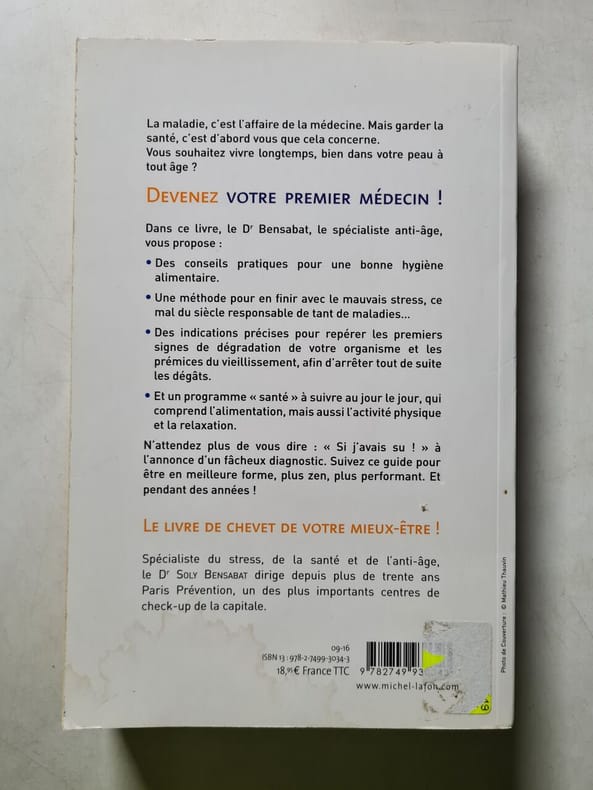 La maladie, c'est l'affaire de la médecine. Mais garder la
santé, c'est d'abord vous que cela concerne.
Vous souhaitez vivre longtemps, bien dans votre peau à
tout âge ?
DEVENEZ VOTRE PREMIER MÉDECIN !
Dans ce livre, le Dr Bensabat, le spécialiste anti-âge,
vous propose :
• Des conseils pratiques pour une bonne hygiène
alimentaire.
• Une méthode pour en finir avec le mauvais stress, ce
mal du siècle responsable de tant de maladies...
• Des indications précises pour repérer les premiers
signes de dégradation de votre organisme et les
prémices du vieillissement, afin d'arrêter tout de suite
les dégâts.
• Et un programme « santé » à suivre au jour le jour, qui
comprend l'alimentation, mais aussi l'activité physique
et la relaxation.
N'attendez plus de vous dire : « Si j'avais su ! » à
l'annonce d'un fâcheux diagnostic. Suivez ce guide pour
être en meilleure forme, plus zen, plus performant. Et
pendant des années !
LE LIVRE DE CHEVET DE VOTRE MIEUX-ÊTRE !
Spécialiste du stress, de la santé et de l'anti-âge,
le Dr SOLY BENSABAT dirige depuis plus de trente ans
Paris Prévention, un des plus importants centres de
check-up de la capitale.
09-16
ISBN 13 : 978-2-7499-3034-3
18,95 € France TTC
9 782749 93
www.michel-lafon.com
Photo de Couverture : © Mathieu Thauvin